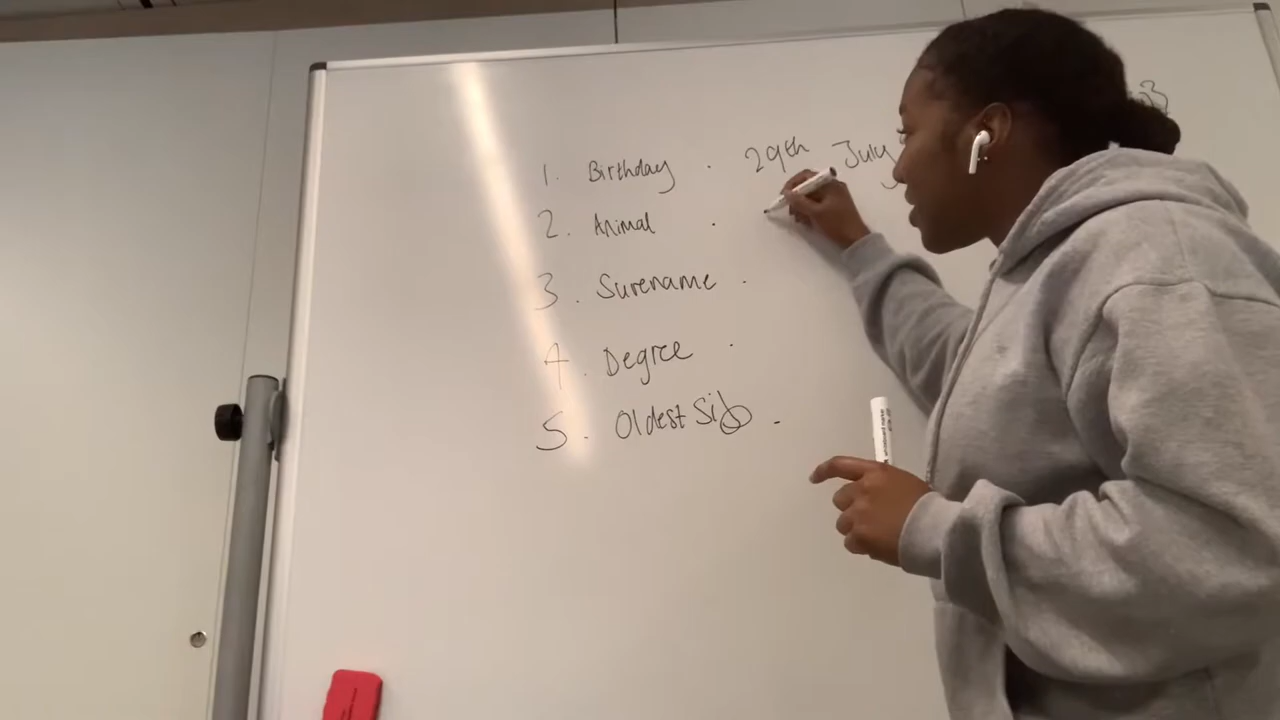 1. Birthday . 29th July
2. Animal .
3. Surename .
4. Degree .
5. Oldest Sib .